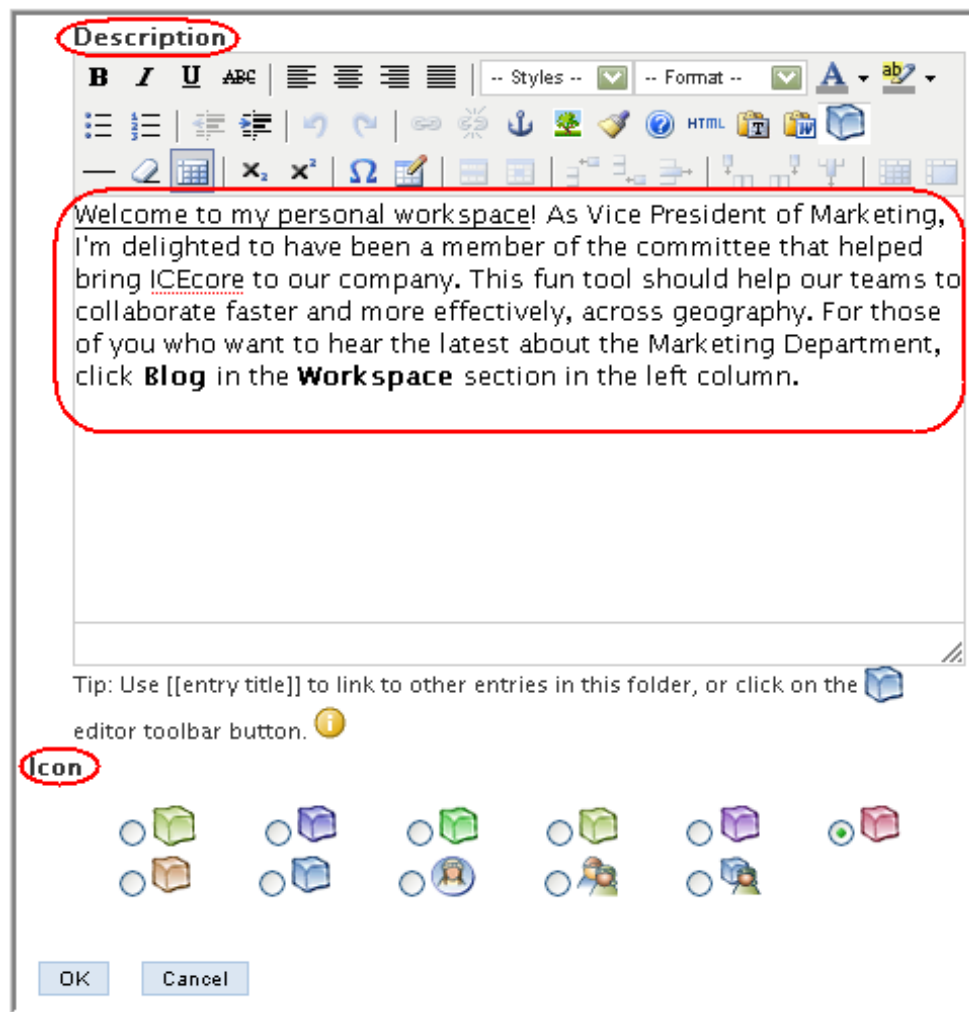 Description
B I U ABC -- Styles -- -- Format -- A ab
HTML T W
x₂ x² Ω
Welcome to my personal workspace! As Vice President of Marketing,
I'm delighted to have been a member of the committee that helped
bring ICEcore to our company. This fun tool should help our teams to
collaborate faster and more effectively, across geography. For those
of you who want to hear the latest about the Marketing Department,
click Blog in the Workspace section in the left column.
Tip: Use [[entry title]] to link to other entries in this folder, or click on the
editor toolbar button.
Icon
OK Cancel